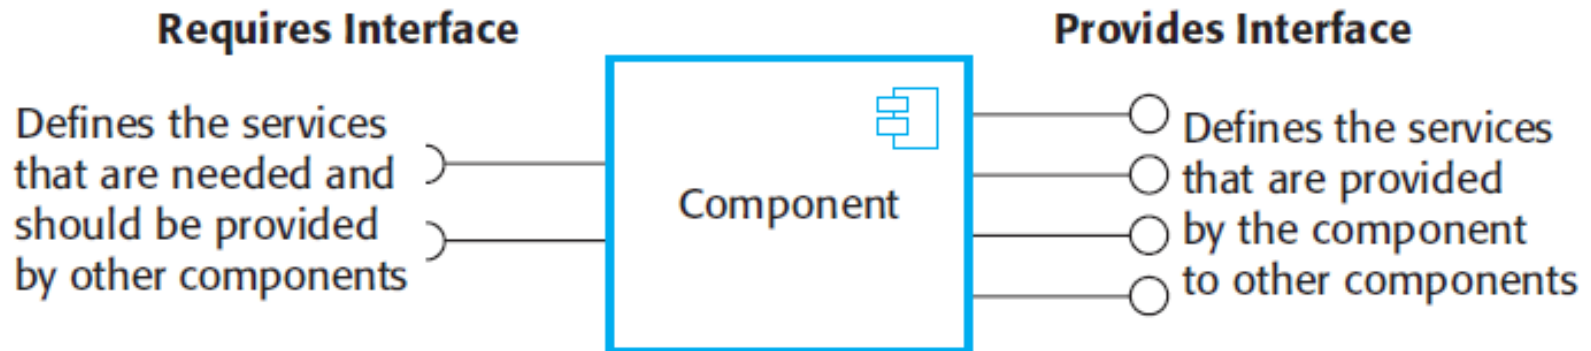 Requires Interface
Defines the services
that are needed and
should be provided
by other components
Component
Provides Interface
Defines the services
that are provided
by the component
to other components